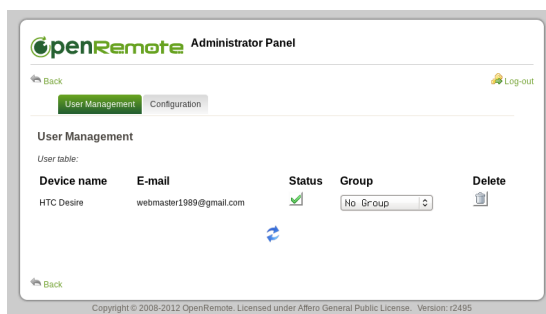 OpenRemote Administrator Panel
Back Log-out
User Management Configuration
User Management
User table:
Device name E-mail Status Group Delete
HTC Desire webmaster1989@gmail.com No Group
Back
Copyright © 2008-2012 OpenRemote. Licensed under Affero General Public License. Version: r2495